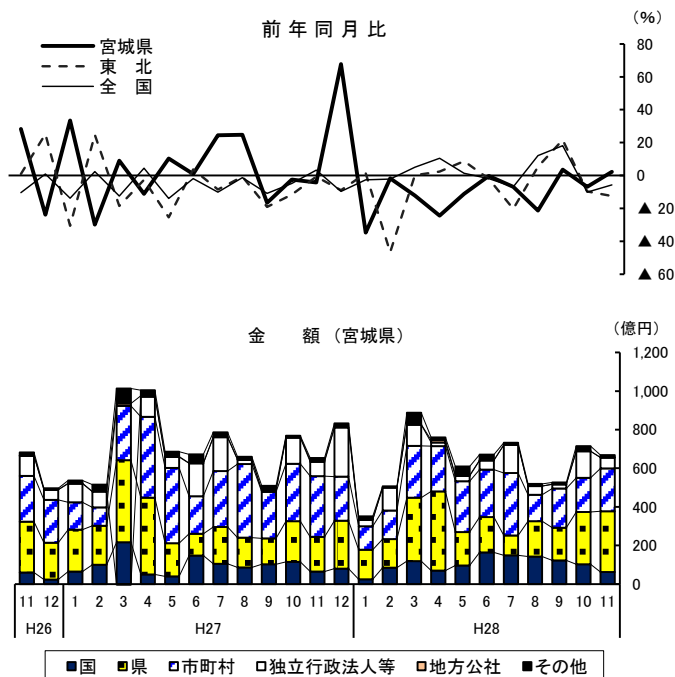 前年同月比
(%)
宮城県
東 北
全 国
80
60
40
20
0
▲ 20
▲ 40
▲ 60
金 額（宮城県）
(億円)
1,200
1,000
800
600
400
200
0
11 12 1 2 3 4 5 6 7 8 9 10 11 12 1 2 3 4 5 6 7 8 9 10 11
H26 H27 H28
国 県 市町村 独立行政法人等 地方公社 その他